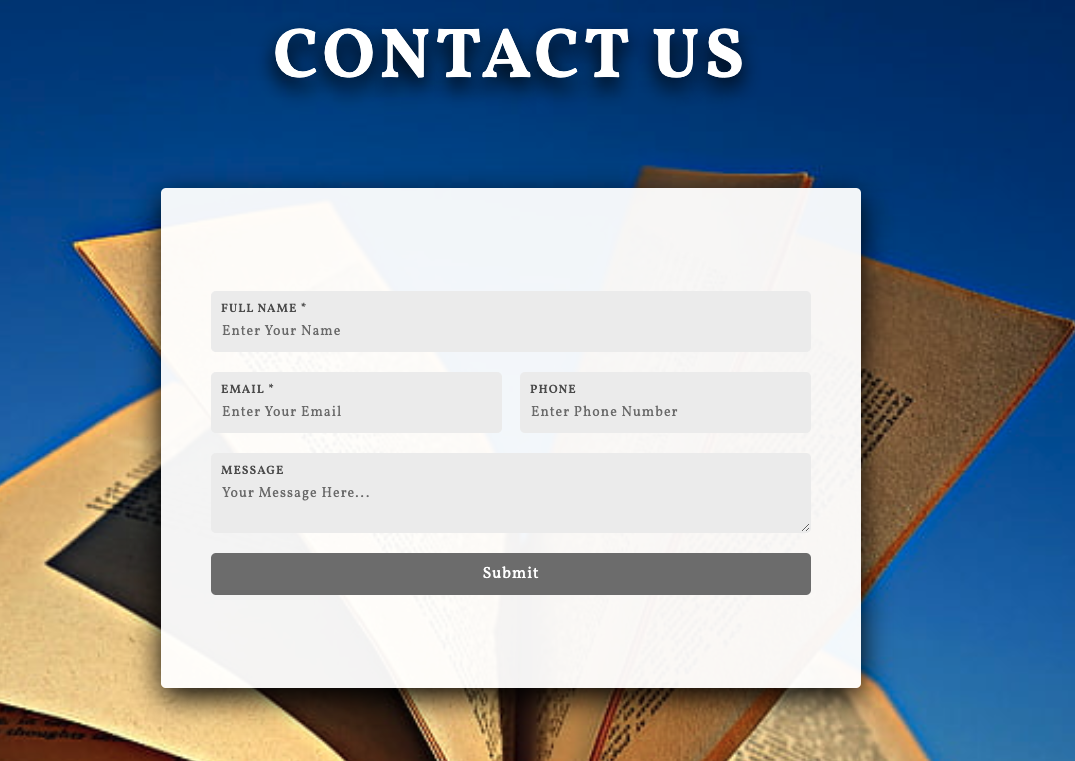 CONTACT US
FULL NAME *
Enter Your Name
EMAIL *
Enter Your Email
PHONE
Enter Phone Number
MESSAGE
Your Message Here...
Submit
thoughts